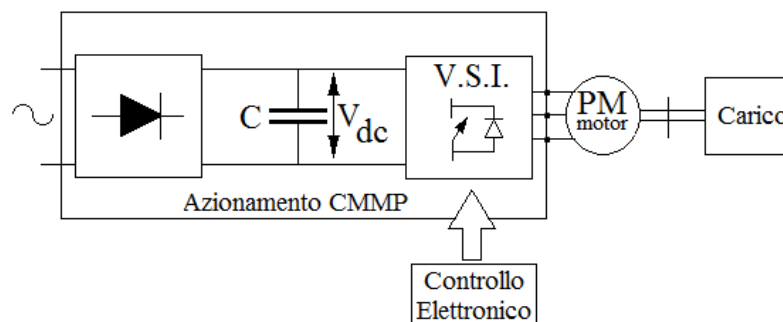 V.S.I.
C
V
dc
PM
motor
Carico
Azionamento CMMP
Controllo
Elettronico